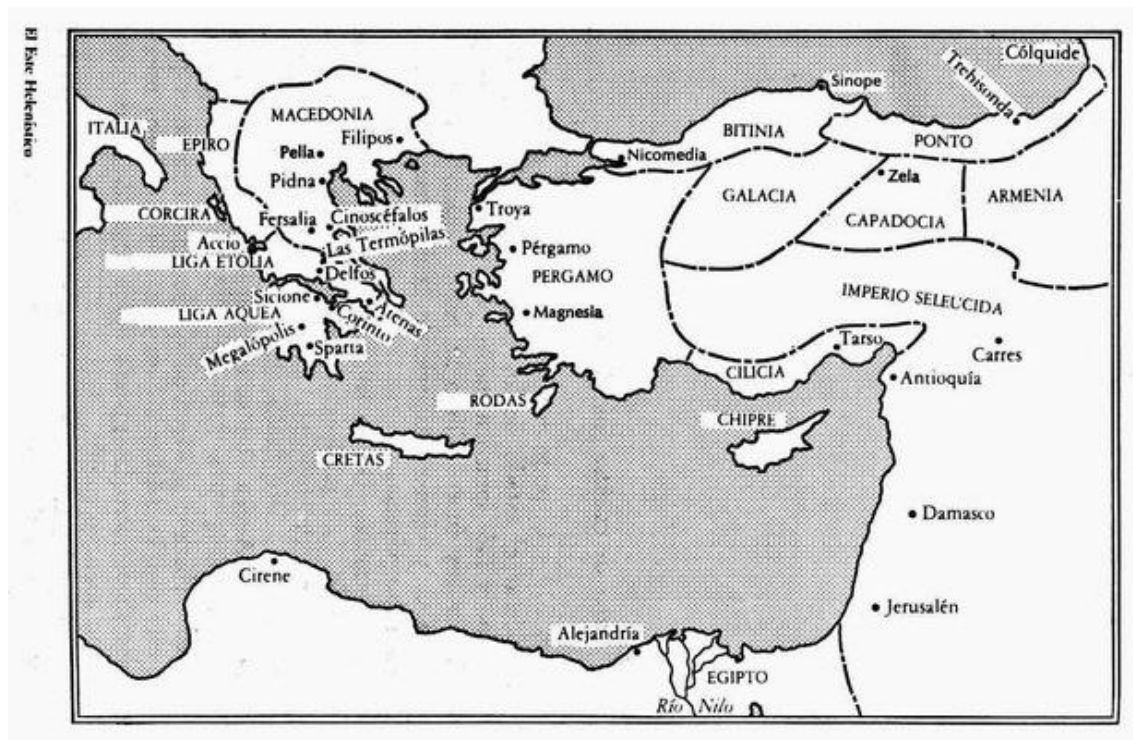 El Este Helenístico
Cólquide
Trebisonda
Sinope
ITALIA
MACEDONIA
EPIRO
Filipos
BITINIA
PONTO
Pella
Nicomedia
Pidna
Zela
GALACIA
ARMENIA
CORCIRA
Fersalia
Cinoscéfalos
Troya
CAPADOCIA
Accio
Las Termópilas
Pérgamo
LIGA ETOLIA
Delfos
PERGAMO
Sicione
Atenas
IMPERIO SELEUCIDA
LIGA AQUEA
Corinto
Magnesia
Megalópolis
Sparta
Tarso
Carres
CILICIA
Antioquía
RODAS
CHIPRE
CRETAS
Damasco
Cirene
Jerusalén
Alejandría
EGIPTO
Río Nilo